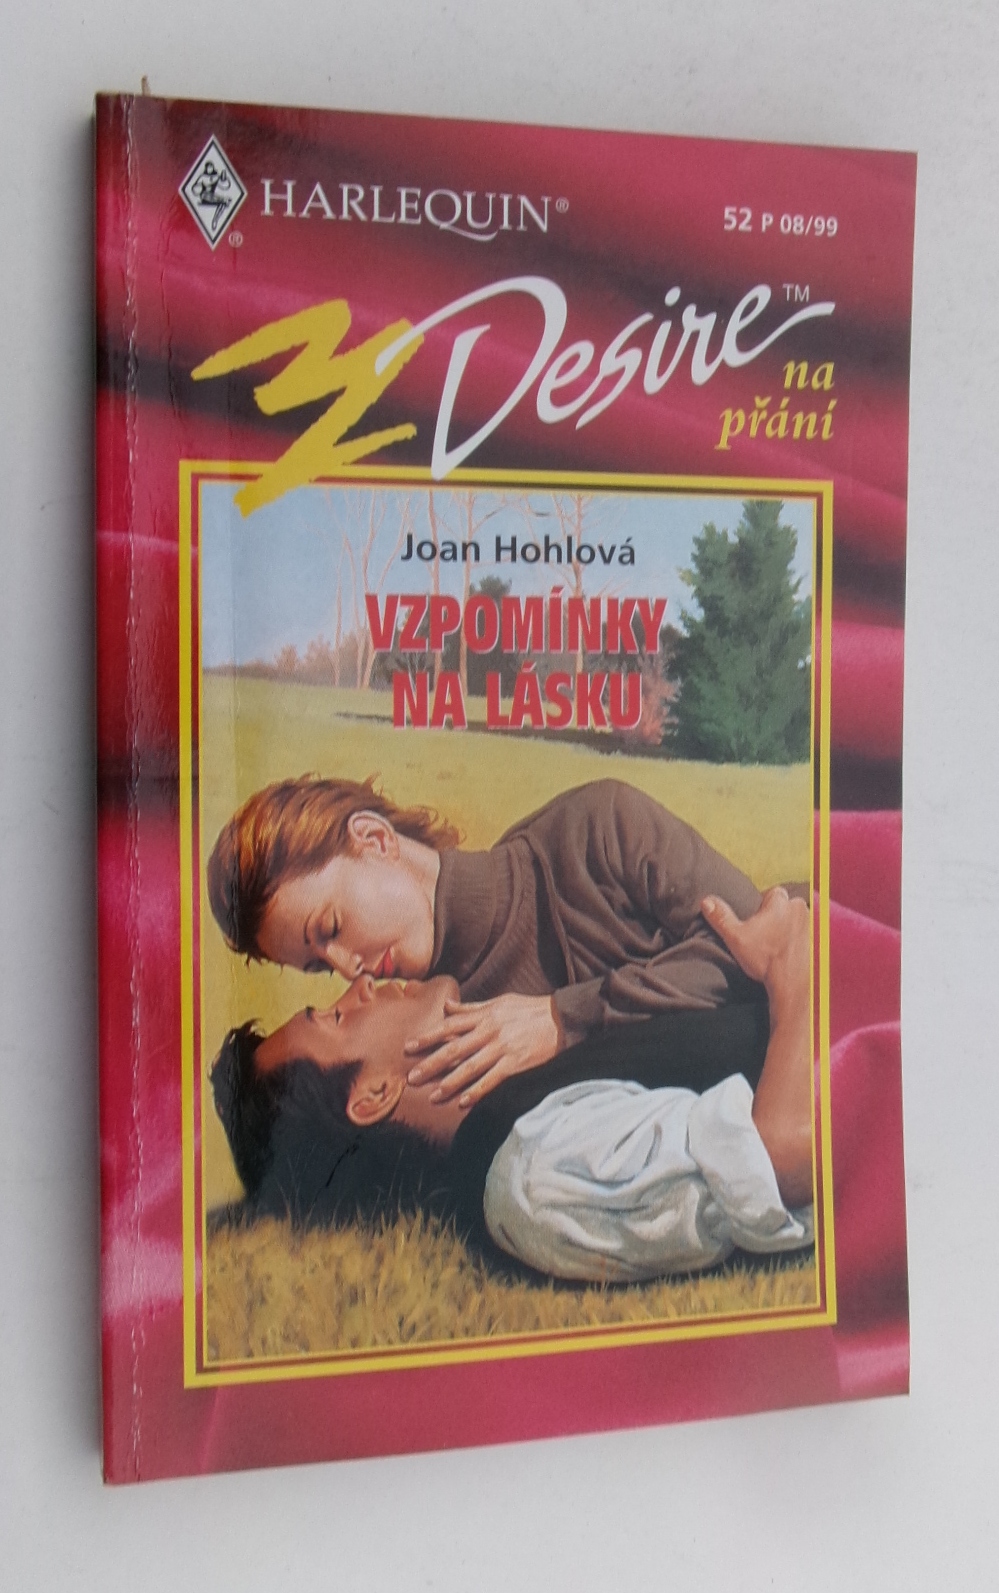 HARLEQUIN®
®
52 P 08/99
Desire™
na
přání
Joan Hohlová
VZPOMÍNKY
NA LÁSKU